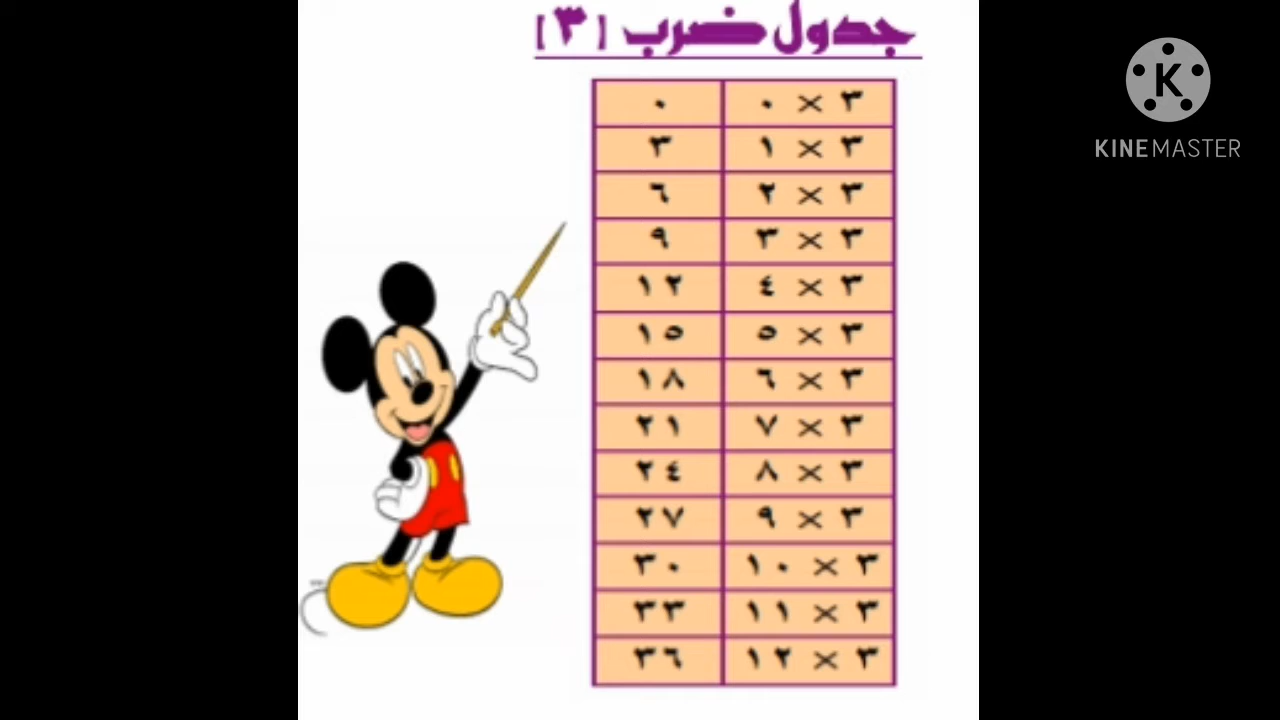 جدول ضرب [٣]
٣ × ٠ ٠
٣ × ١ ٣
٣ × ٢ ٦
٣ × ٣ ٩
٣ × ٤ ١٢
٣ × ٥ ١٥
٣ × ٦ ١٨
٣ × ٧ ٢١
٣ × ٨ ٢٤
٣ × ٩ ٢٧
٣ × ١٠ ٣٠
٣ × ١١ ٣٣
٣ × ١٢ ٣٦
K
KINEMASTER